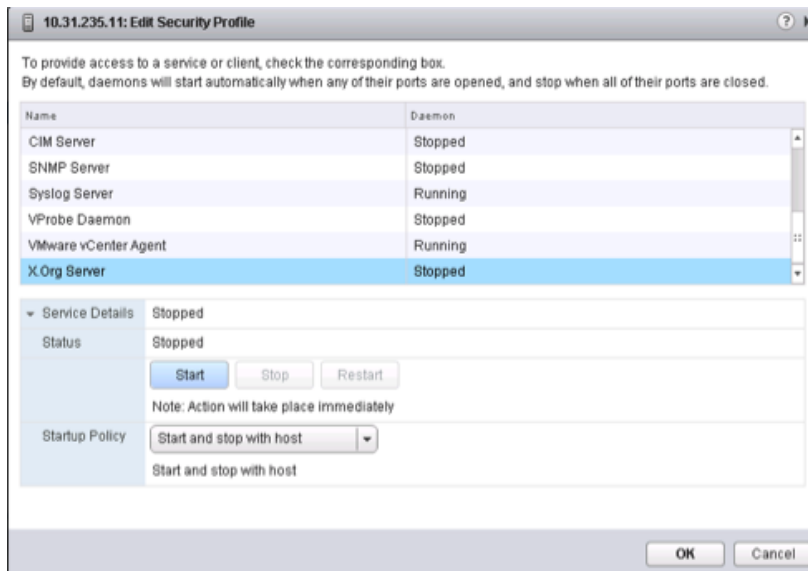 10.31.235.11: Edit Security Profile
?
To provide access to a service or client, check the corresponding box.
By default, daemons will start automatically when any of their ports are opened, and stop when all of their ports are closed.
Name Daemon
CIM Server Stopped
SNMP Server Stopped
Syslog Server Running
VProbe Daemon Stopped
VMware vCenter Agent Running
X.Org Server Stopped
Service Details Stopped
Status Stopped
Start Stop Restart
Note: Action will take place immediately
Startup Policy Start and stop with host
Start and stop with host
OK Cancel